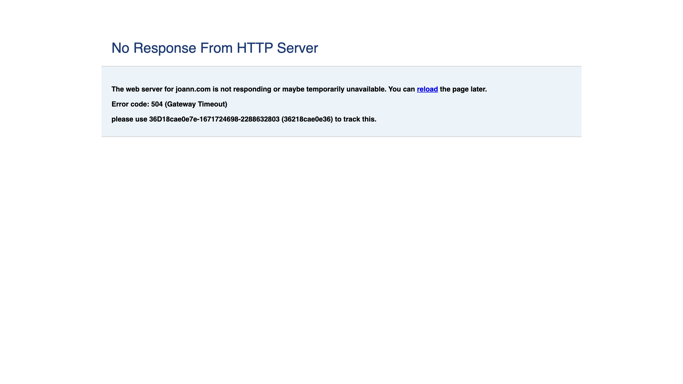 No Response From HTTP Server
The web server for joann.com is not responding or maybe temporarily unavailable. You can reload the page later.
Error code: 504 (Gateway Timeout)
please use 36D18cae0e7e-1671724698-2288632803 (36218cae0e36) to track this.